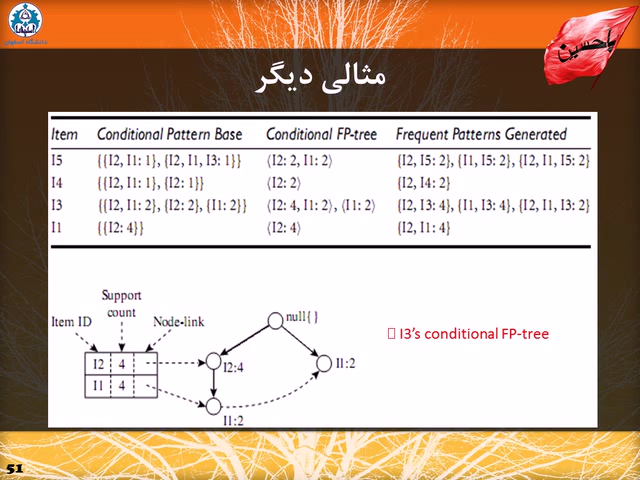 دانشگاه اصفهان
یا حسین
مثالی دیگر
Item Conditional Pattern Base Conditional FP-tree Frequent Patterns Generated
I5 {{I2, I1: 1}, {I2, I1, I3: 1}} ⟨I2: 2, I1: 2⟩ {I2, I5: 2}, {I1, I5: 2}, {I2, I1, I5: 2}
I4 {{I2, I1: 1}, {I2: 1}} ⟨I2: 2⟩ {I2, I4: 2}
I3 {{I2, I1: 2}, {I2: 2}, {I1: 2}} ⟨I2: 4, I1: 2⟩, ⟨I1: 2⟩ {I2, I3: 4}, {I1, I3: 4}, {I2, I1, I3: 2}
I1 {{I2: 4}} ⟨I2: 4⟩ {I2, I1: 4}
Support
count
Item ID
Node-link
null{}
I2 4
I1 4
I2:4
I1:2
I1:2
I3’s conditional FP-tree
51